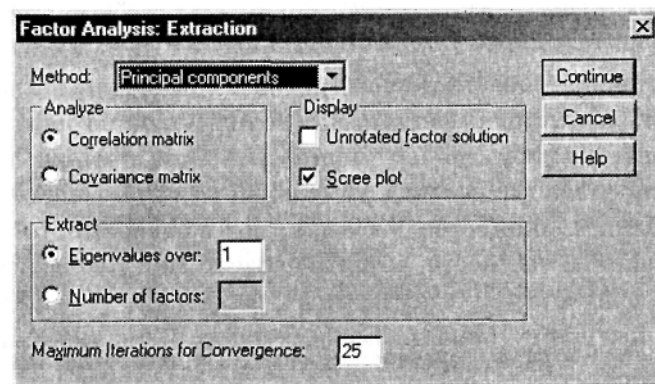 Factor Analysis: Extraction
Method: Principal components
Continue
Analyze
Display
Cancel
Correlation matrix
Unrotated factor solution
Help
Covariance matrix
Scree plot
Extract
Eigenvalues over: 1
Number of factors:
Maximum Iterations for Convergence: 25